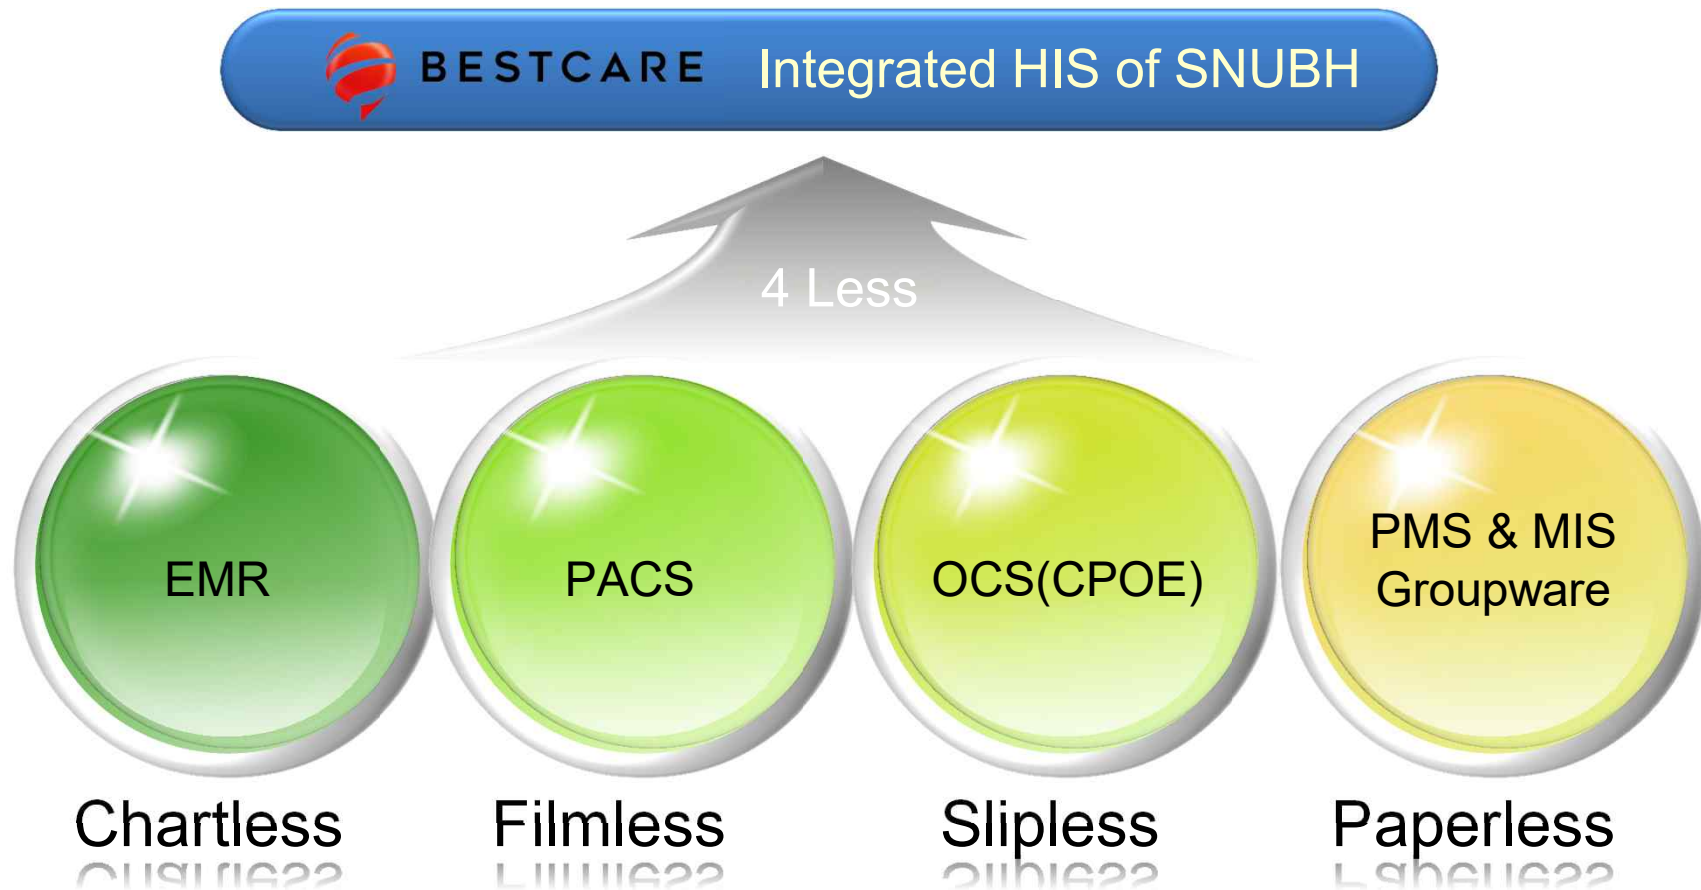 BESTCARE Integrated HIS of SNUBH
4 Less
EMR
PACS
OCS(CPOE)
PMS & MIS
Groupware
Chartless
Filmless
Slipless
Paperless